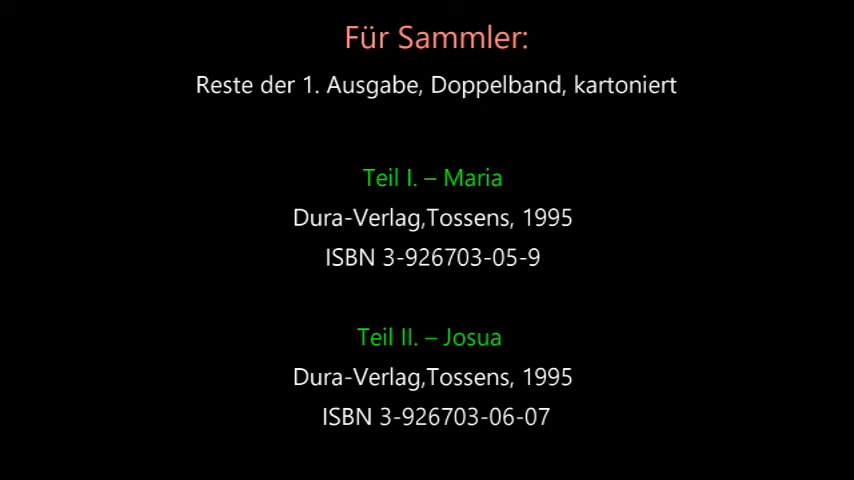 Für Sammler:
Reste der 1. Ausgabe, Doppelband, kartoniert
Teil I. – Maria
Dura-Verlag,Tossens, 1995
ISBN 3-926703-05-9
Teil II. – Josua
Dura-Verlag,Tossens, 1995
ISBN 3-926703-06-07